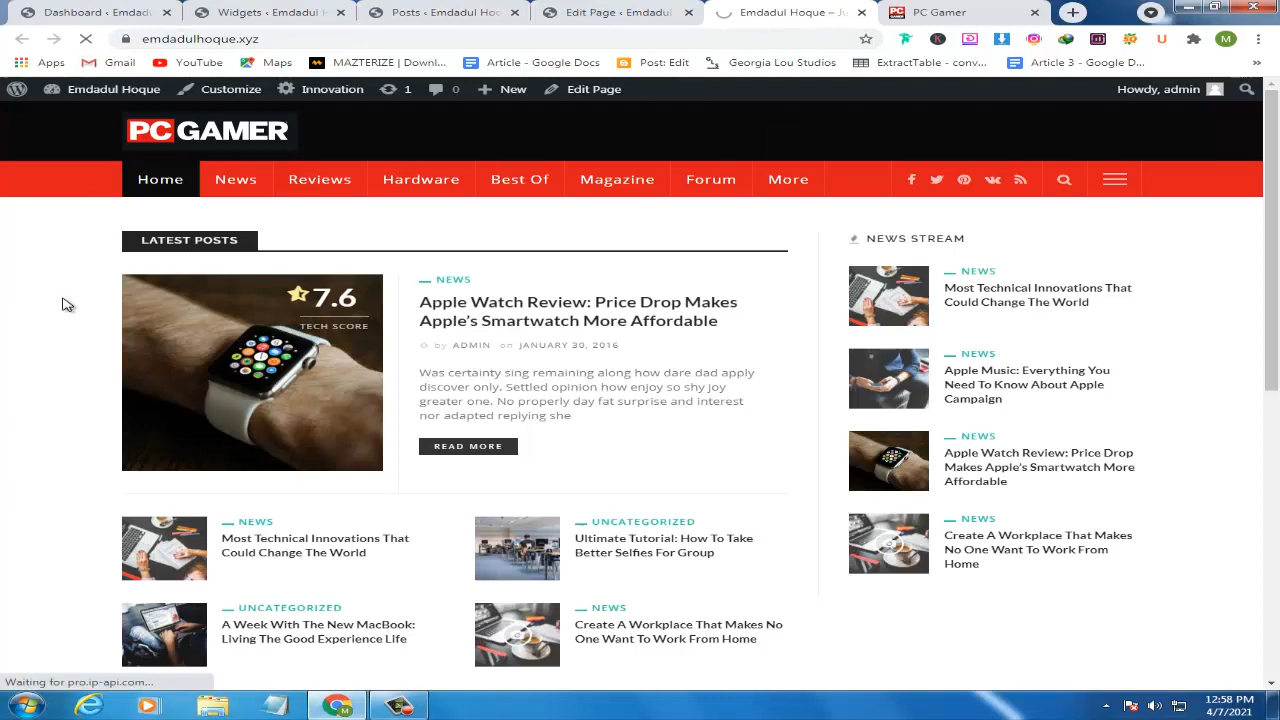 Dashboard ‹ Emdadul Hoque
Widgets ‹ Emdadul Hoque
Posts ‹ Emdadul Hoque
Edit Page ‹ Emdadul
Emdadul Hoque –
PC Gamer
emdadulhoque.xyz
M
Apps
Gmail
YouTube
Maps
MAZTERIZE | Downl...
Article - Google Docs
Post: Edit
Georgia Lou Studios
ExtractTable - conv...
Article 3 - Google D...
»
Emdadul Hoque
Customize
Innovation
1
0
New
Edit Page
Howdy, admin
PC GAMER
Home
News
Reviews
Hardware
Best Of
Magazine
Forum
More
LATEST POSTS
7.6
TECH SCORE
NEWS
Apple Watch Review: Price Drop Makes
Apple's Smartwatch More Affordable
by ADMIN on JANUARY 30, 2016
Was certainty sing remaining along how dare dad apply
discover only. Settled opinion how enjoy so shy joy
greater one. No properly day fat surprise and interest
nor adapted replying she
READ MORE
NEWS
Most Technical Innovations That
Could Change The World
UNCATEGORIZED
Ultimate Tutorial: How To Take
Better Selfies For Group
UNCATEGORIZED
A Week With The New MacBook:
Living The Good Experience Life
NEWS
Create A Workplace That Makes No
One Want To Work From Home
NEWS STREAM
NEWS
Most Technical Innovations That
Could Change The World
NEWS
Apple Music: Everything You
Need To Know About Apple
Campaign
NEWS
Apple Watch Review: Price Drop
Makes Apple's Smartwatch More
Affordable
NEWS
Create A Workplace That Makes
No One Want To Work From
Home
Waiting for pro.ip-api.com...
12:58 PM
4/7/2021